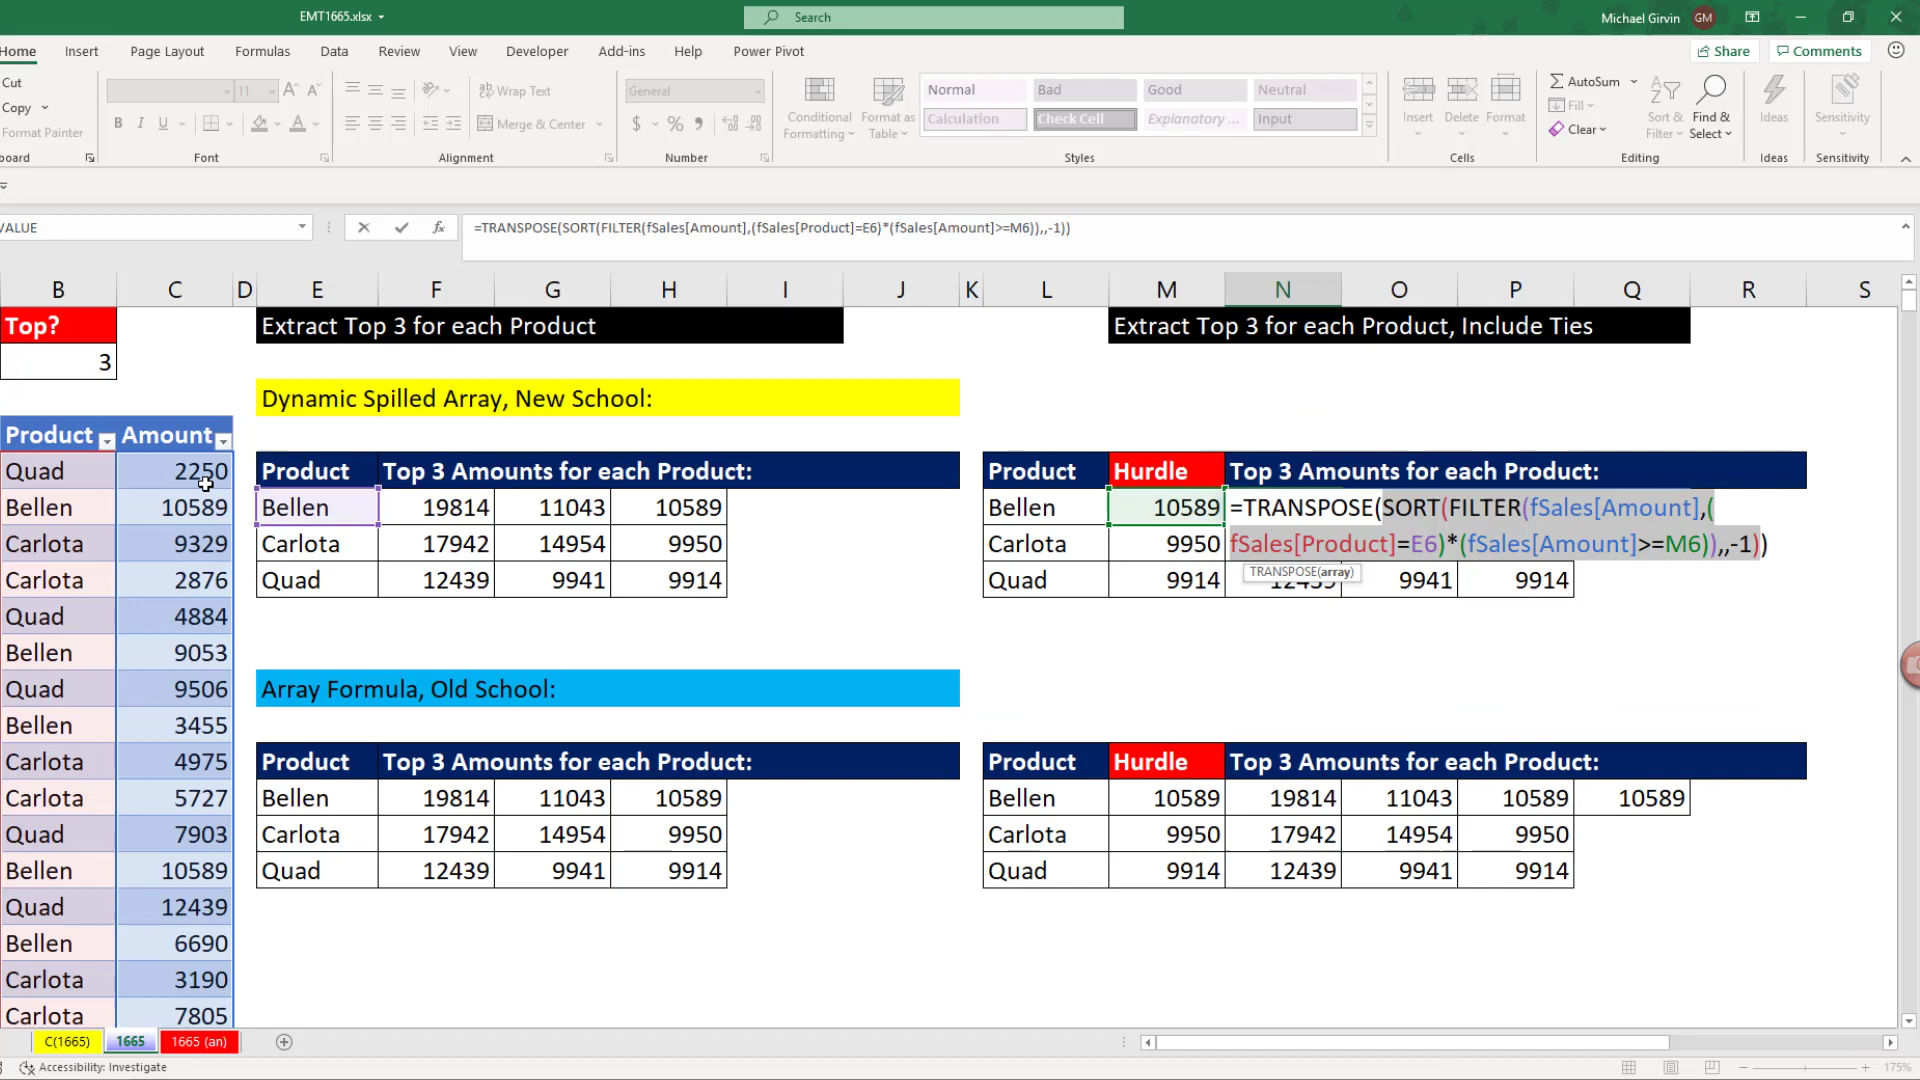 EMT1665.xlsx
Search
Michael Girvin GM
Home Insert Page Layout Formulas Data Review View Developer Add-ins Help Power Pivot
Share Comments
Cut
Copy
Format Painter
board
11
Font
Wrap Text
Merge & Center
Alignment
General
Number
Conditional Formatting
Format as Table
Normal Bad Good Neutral
Calculation Check Cell Explanatory ... Input
Styles
Insert Delete Format
Cells
AutoSum
Fill
Clear
Sort & Filter
Find & Select
Editing
Ideas
Ideas
Sensitivity
Sensitivity
VALUE
fx
=TRANSPOSE(SORT(FILTER(fSales[Amount],(fSales[Product]=E6)*(fSales[Amount]>=M6)),,-1))
B C D E F G H I J K L M N O P Q R S
Top? Extract Top 3 for each Product Extract Top 3 for each Product, Include Ties
3
Dynamic Spilled Array, New School:
Product Amount
Quad 2250 Product Top 3 Amounts for each Product: Product Hurdle Top 3 Amounts for each Product:
Bellen 10589 Bellen 19814 11043 10589 Bellen 10589 =TRANSPOSE(SORT(FILTER(fSales[Amount],(
Carlota 9329 Carlota 17942 14954 9950 Carlota 9950 fSales[Product]=E6)*(fSales[Amount]>=M6)),,-1))
TRANSPOSE(array)
Carlota 2876 Quad 12439 9941 9914 Quad 9914 12439 9941 9914
Quad 4884
Bellen 9053
Quad 9506 Array Formula, Old School:
Bellen 3455
Carlota 4975 Product Top 3 Amounts for each Product: Product Hurdle Top 3 Amounts for each Product:
Carlota 5727 Bellen 19814 11043 10589 Bellen 10589 19814 11043 10589 10589
Quad 7903 Carlota 17942 14954 9950 Carlota 9950 17942 14954 9950
Bellen 10589 Quad 12439 9941 9914 Quad 9914 12439 9941 9914
Quad 12439
Bellen 6690
Carlota 3190
Carlota 7805
C(1665) 1665 1665 (an)
Accessibility: Investigate
175%